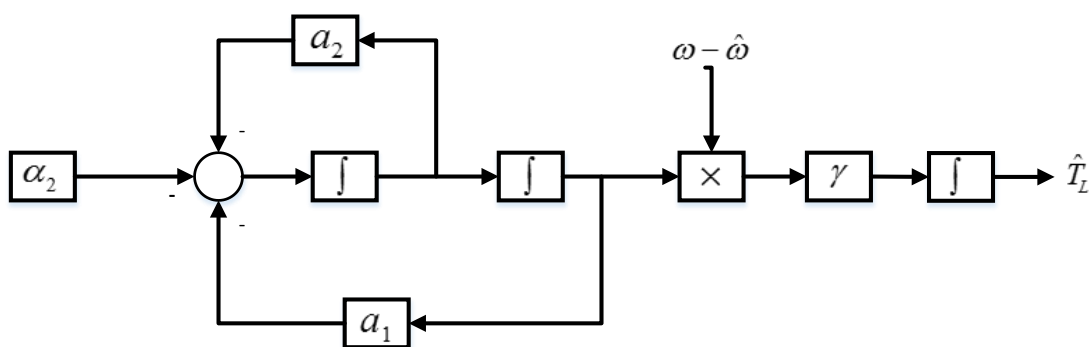 a₂
ω − ω̂
-
α₂
∫
∫
×
γ
∫
T̂_L
-
-
a₁